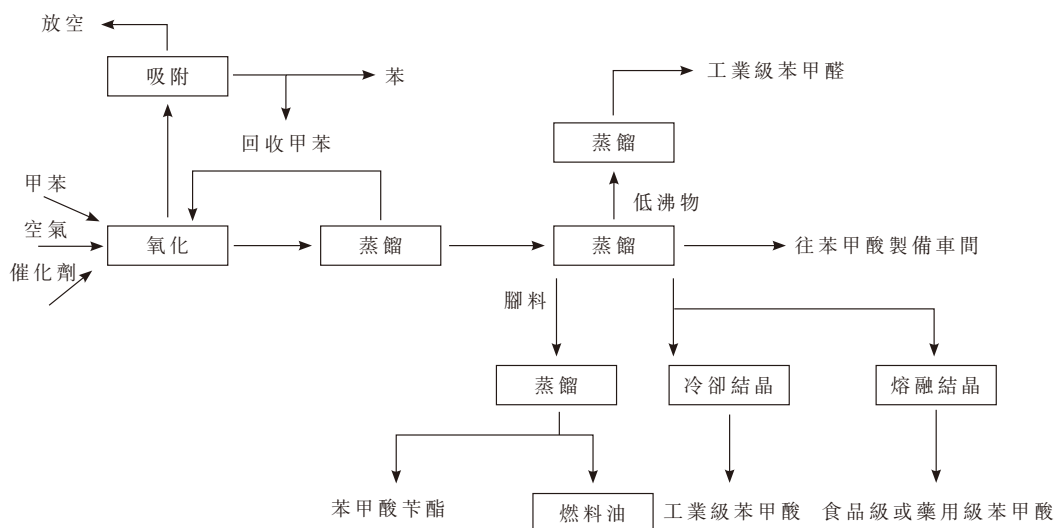 放空
吸附
苯
工業級苯甲醛
回收甲苯
蒸餾
甲苯
低沸物
空氣
氧化
蒸餾
蒸餾
往苯甲酸製備車間
催化劑
腳料
蒸餾
冷卻結晶
熔融結晶
苯甲酸苄酯
燃料油
工業級苯甲酸
食品級或藥用級苯甲酸